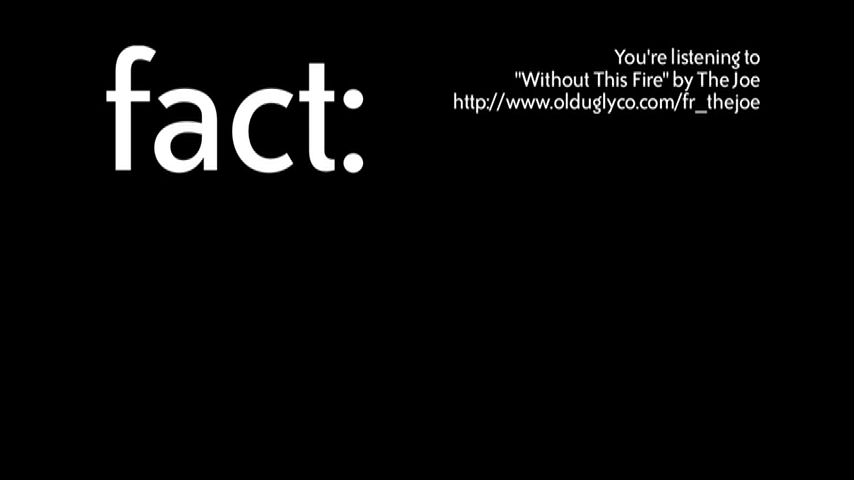 fact:
You're listening to
"Without This Fire" by The Joe
http://www.olduglyco.com/fr_thejoe